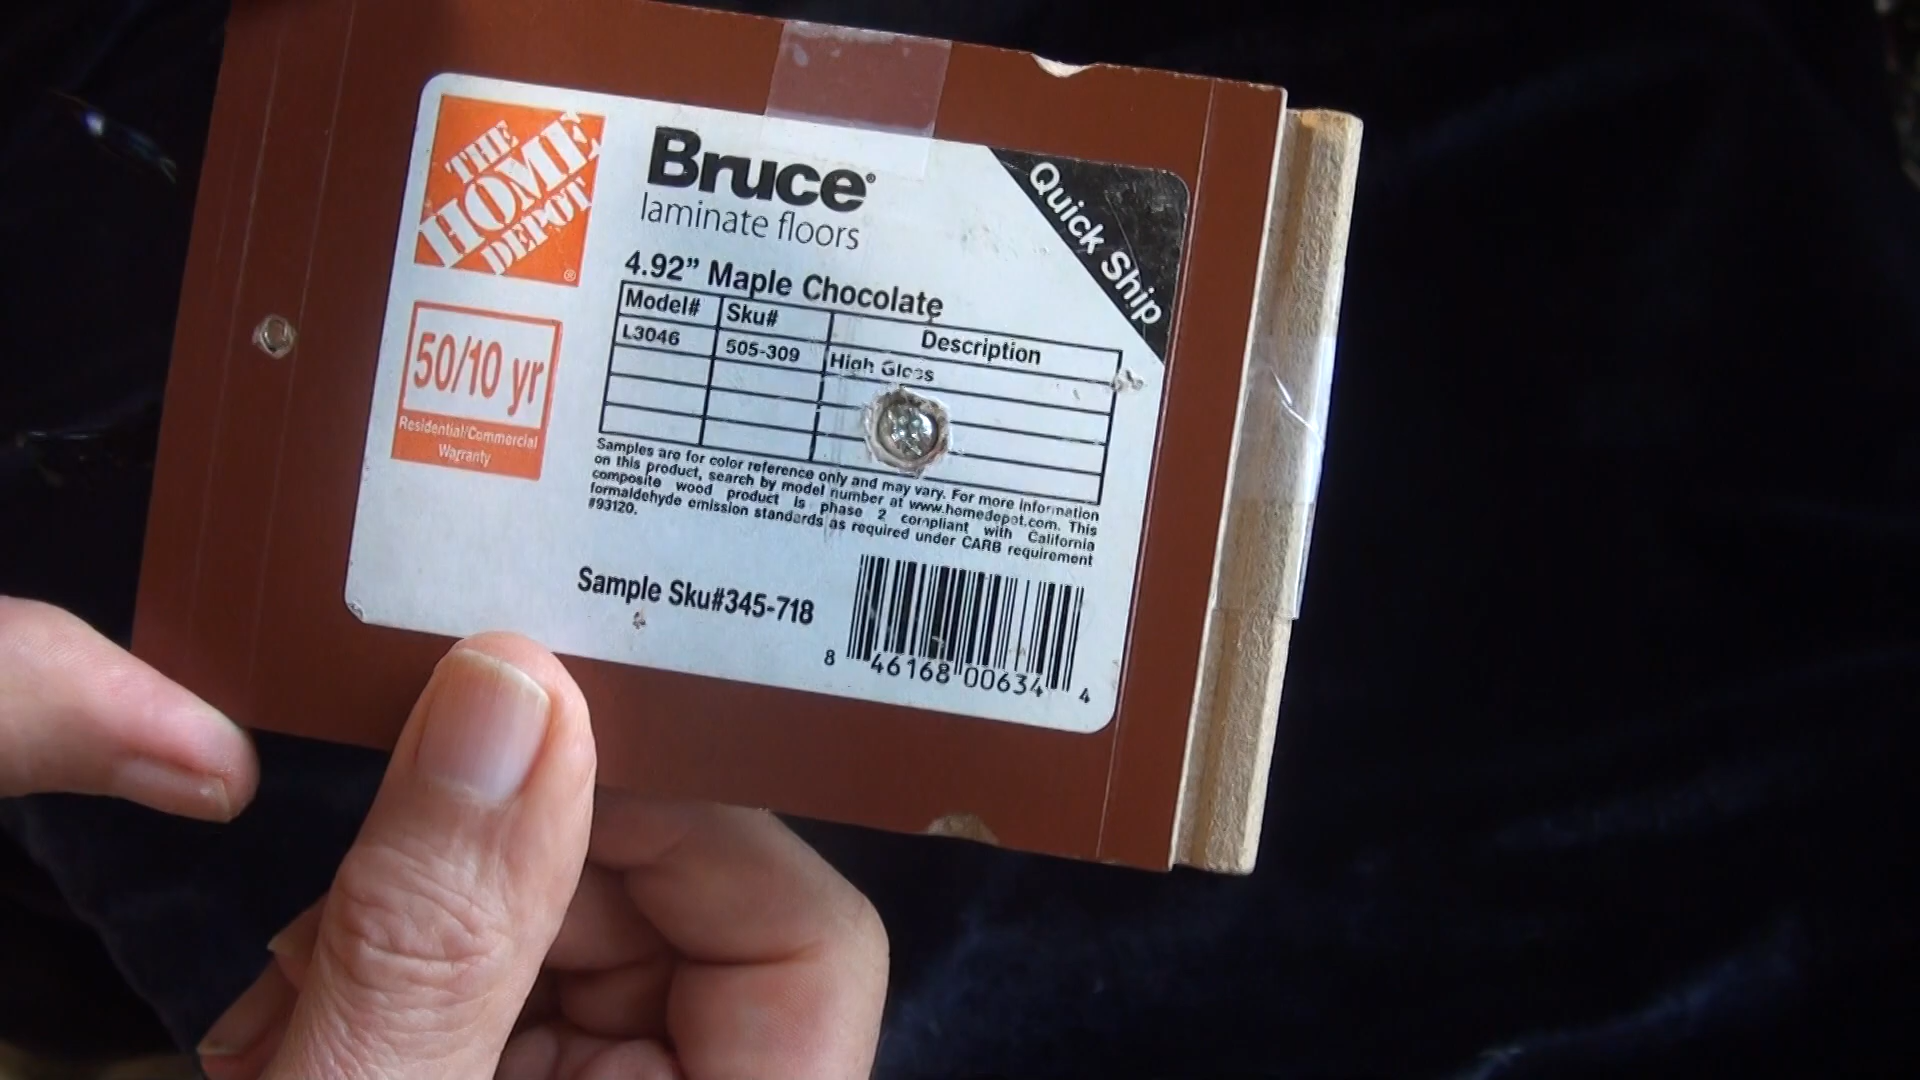 THE
HOME
DEPOT
®
Bruce®
laminate floors
Quick Ship
4.92” Maple Chocolate
Model# Sku# Description
L3046 505-309 High Gloss
50/10 yr
Residential/Commercial
Warranty
Samples are for color reference only and may vary. For more information
on this product, search by model number at www.homedepot.com. This
composite wood product is phase 2 compliant with California
formaldehyde emission standards as required under CARB requirement
#93120.
Sample Sku#345-718
8 46168 00634 4